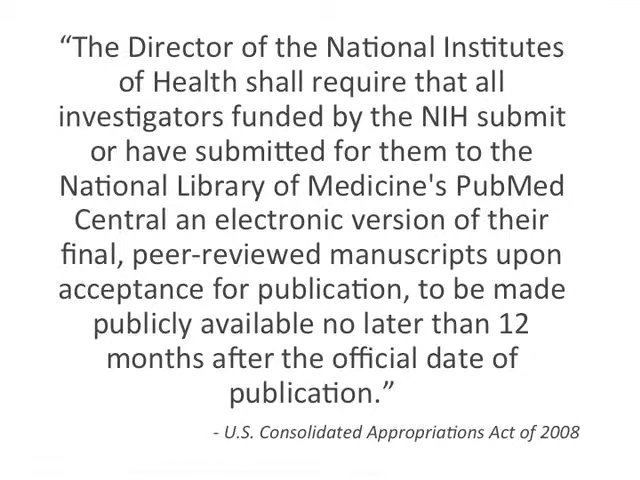 “The Director of the National Institutes
of Health shall require that all
investigators funded by the NIH submit
or have submitted for them to the
National Library of Medicine's PubMed
Central an electronic version of their
final, peer-reviewed manuscripts upon
acceptance for publication, to be made
publicly available no later than 12
months after the official date of
publication.”
- U.S. Consolidated Appropriations Act of 2008